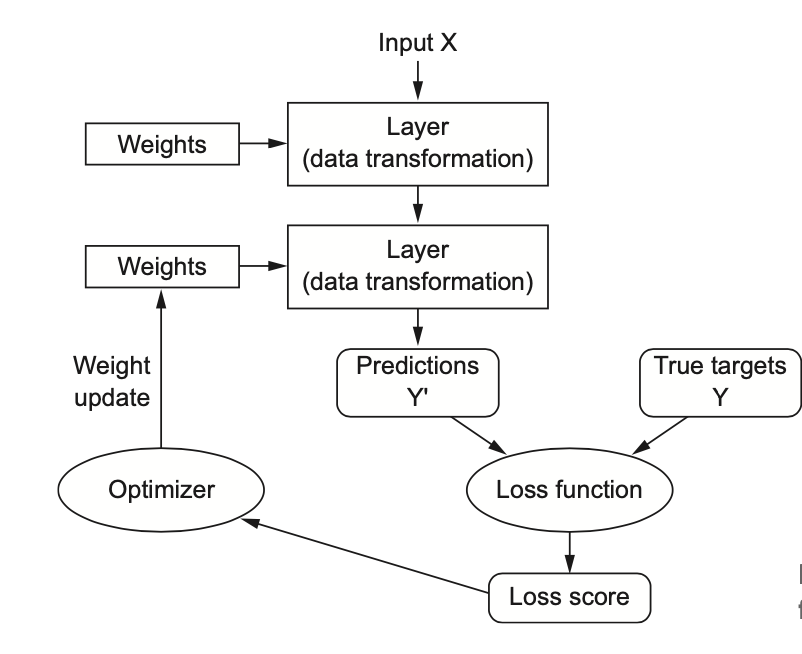 Input X
Weights
Layer
(data transformation)
Weights
Layer
(data transformation)
Weight
update
Predictions
Y'
True targets
Y
Optimizer
Loss function
Loss score